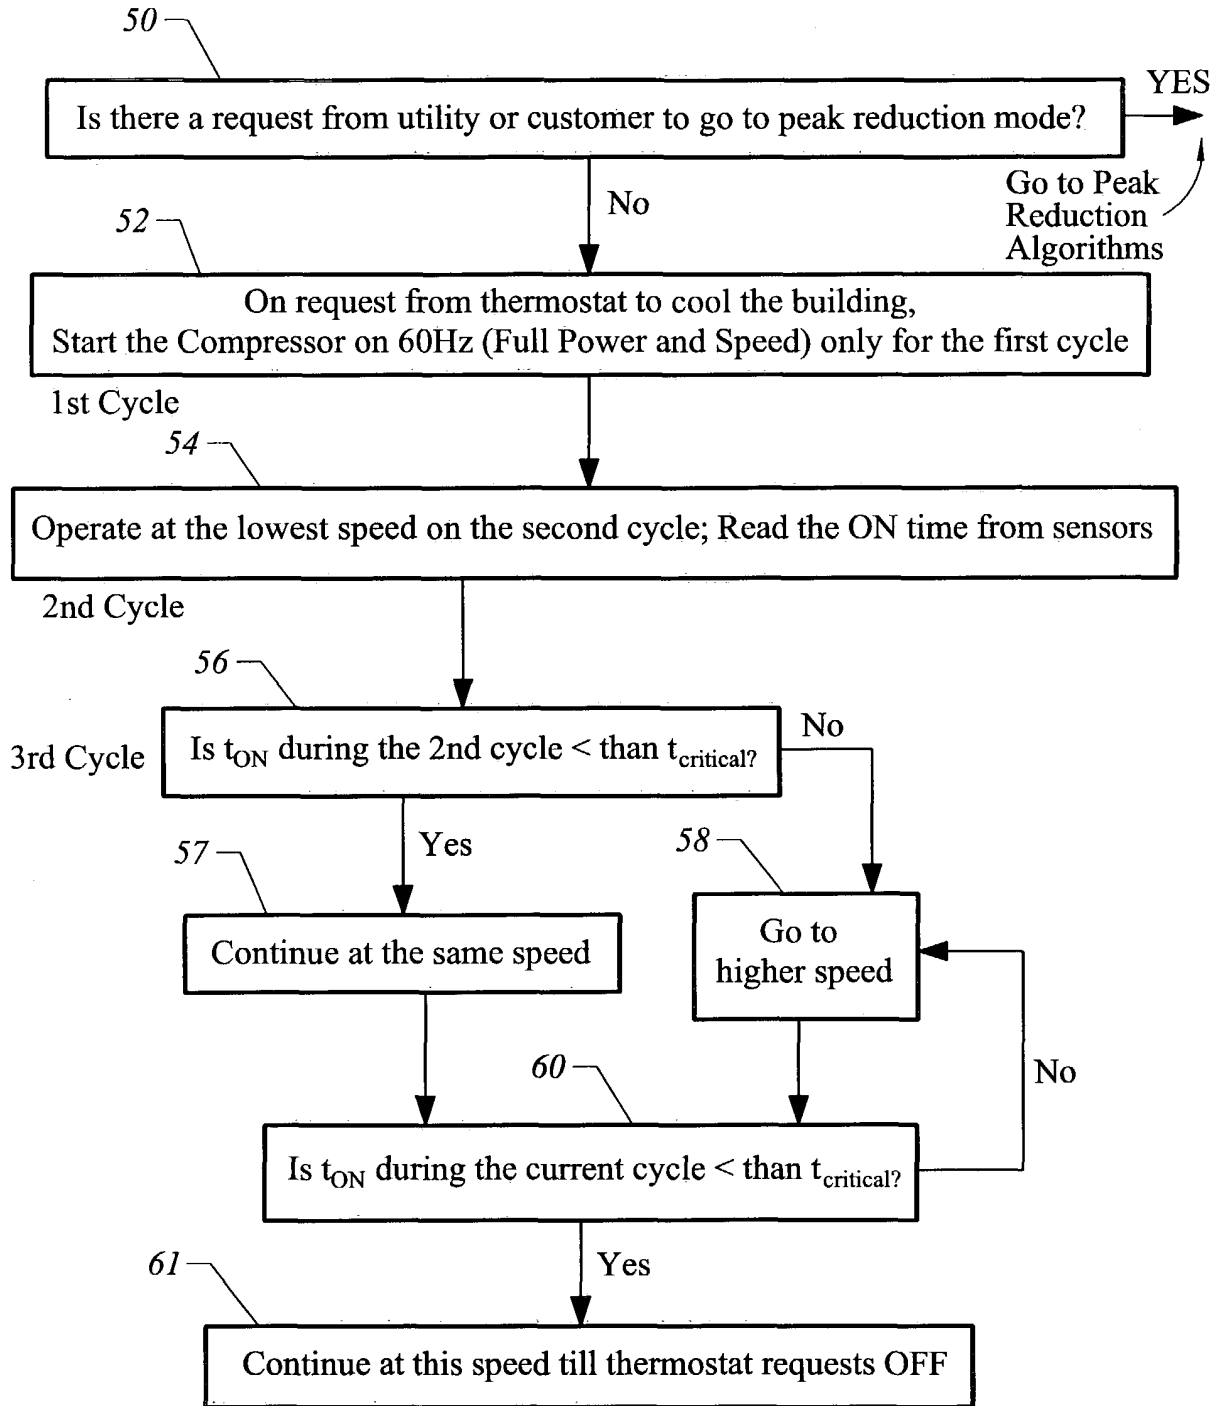 50
YES
Is there a request from utility or customer to go to peak reduction mode?
Go to Peak
Reduction
Algorithms
No
52
On request from thermostat to cool the building,
Start the Compressor on 60Hz (Full Power and Speed) only for the first cycle
1st Cycle
54
Operate at the lowest speed on the second cycle; Read the ON time from sensors
2nd Cycle
56
No
3rd Cycle
Is tON during the 2nd cycle < than tcritical?
Yes
57
58
Continue at the same speed
Go to
higher speed
60
No
Is tON during the current cycle < than tcritical?
Yes
61
Continue at this speed till thermostat requests OFF